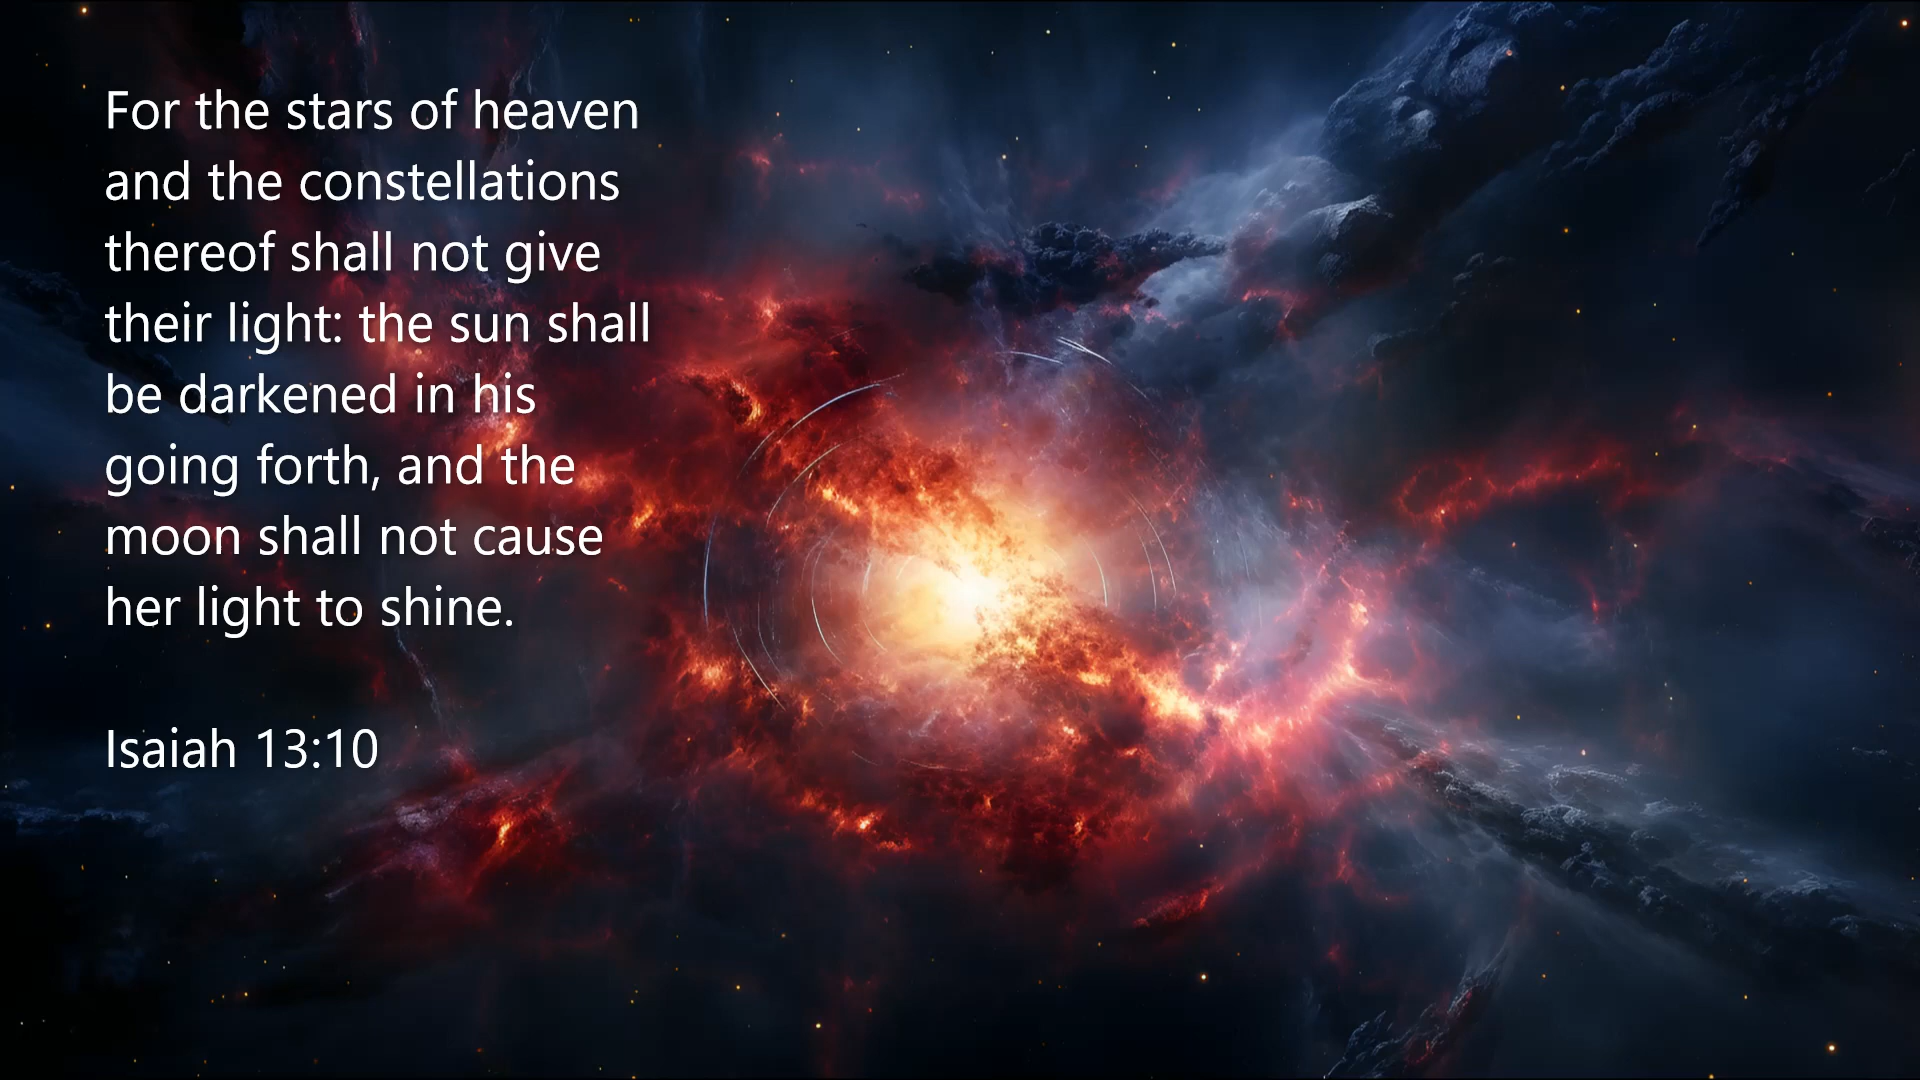 For the stars of heaven
and the constellations
thereof shall not give
their light: the sun shall
be darkened in his
going forth, and the
moon shall not cause
her light to shine.
Isaiah 13:10